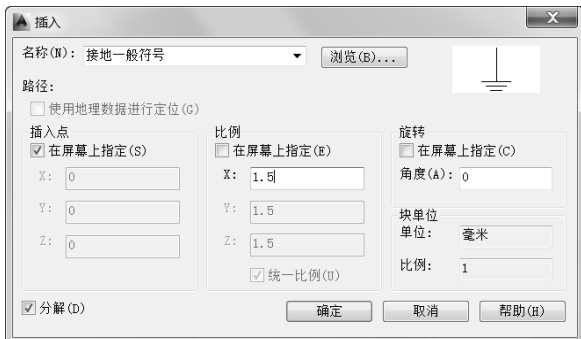 插入
名称(N): 接地一般符号 浏览(B)...
路径:
使用地理数据进行定位(G)
插入点 比例 旋转
在屏幕上指定(S) 在屏幕上指定(E) 在屏幕上指定(C)
X: 0 X: 1.5 角度(A): 0
Y: 0 Y: 1.5 块单位
单位: 毫米
Z: 0 Z: 1.5
比例: 1
统一比例(U)
分解(D) 确定 取消 帮助(H)